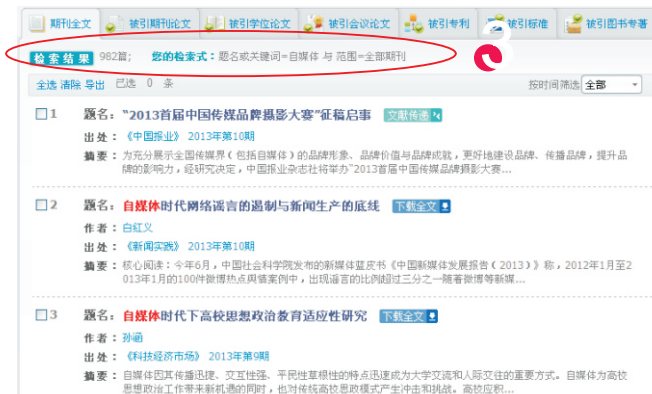 期刊全文 被引期刊论文 被引学位论文 被引会议论文 被引专利 被引标准 被引图书专著
检索结果 982篇； 您的检索式：题名或关键词=自媒体 与 范围=全部期刊
全选 清除 导出 已选 0 条 按时间筛选 全部
1 题名：“2013首届中国传媒品牌摄影大赛”征稿启事 文献传递
出处：《中国报业》 2013年第10期
摘要：为充分展示全国传媒界（包括自媒体）的品牌形象、品牌价值与品牌成就，更好地建设品牌、传播品牌，提升品
牌的影响力，经研究决定，中国报业杂志社将举办“2013首届中国传媒品牌摄影大赛...
2 题名：自媒体时代网络谣言的遏制与新闻生产的底线 下载全文
作者：白红义
出处：《新闻实践》 2013年第10期
摘要：核心阅读：今年6月，中国社会科学院发布的新媒体蓝皮书《中国新媒体发展报告（2013）》称，2012年1月至2
013年1月的100件微博热点舆情案例中，出现谣言的比例超过三分之一随着微博等新媒...
3 题名：自媒体时代下高校思想政治教育适应性研究 下载全文
作者：孙函
出处：《科技经济市场》 2013年第9期
摘要：自媒体因其传播迅捷、交互性强、平民性草根性的特点迅速成为大学交流和人际交往的重要方式。自媒体为高校
思想政治工作带来新机遇的同时，也对传统高校思政模式产生冲击和挑战。高校应积...